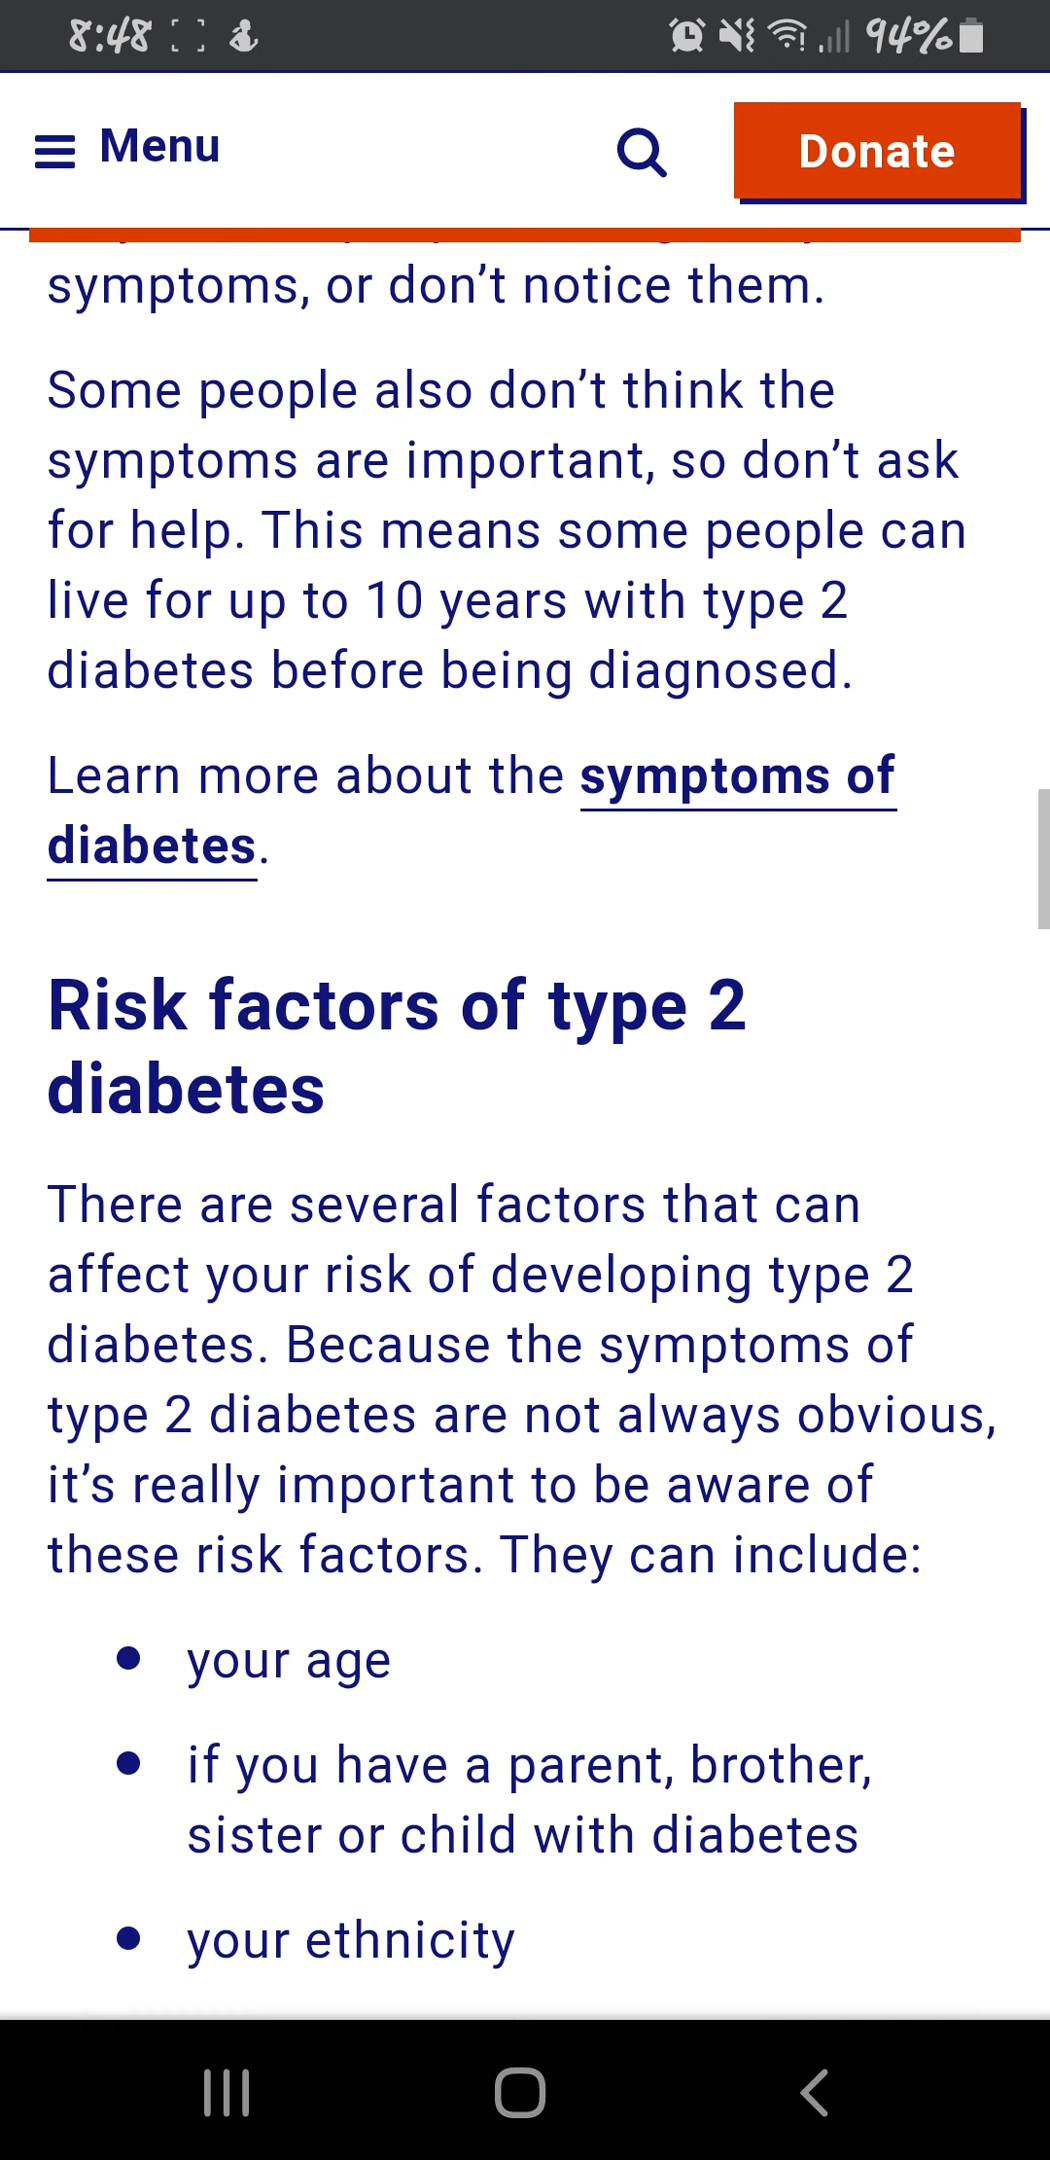 8:48 94%
Menu Donate
symptoms, or don’t notice them.
Some people also don’t think the
symptoms are important, so don’t ask
for help. This means some people can
live for up to 10 years with type 2
diabetes before being diagnosed.
Learn more about the symptoms of
diabetes.
Risk factors of type 2
diabetes
There are several factors that can
affect your risk of developing type 2
diabetes. Because the symptoms of
type 2 diabetes are not always obvious,
it’s really important to be aware of
these risk factors. They can include:
• your age
• if you have a parent, brother,
sister or child with diabetes
• your ethnicity